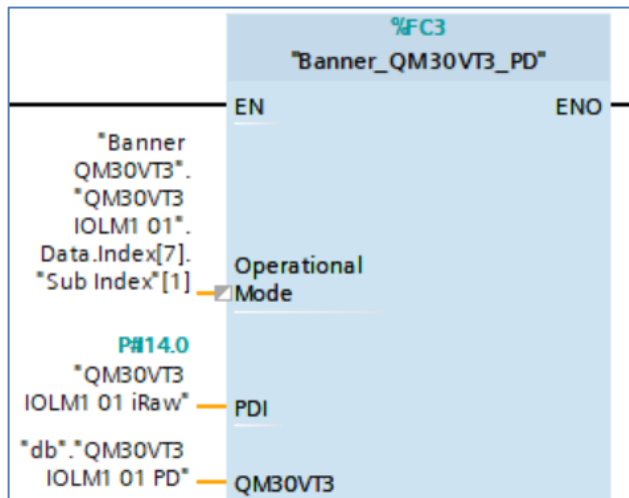 %FC3
"Banner_QM30VT3_PD"
EN
ENO
"Banner
QM30VT3".
"QM30VT3
IOLM1 01".
Data.Index[7].
"Sub Index"[1]
Operational
Mode
P#I14.0
"QM30VT3
IOLM1 01 iRaw"
PDI
"db"."QM30VT3
IOLM1 01 PD"
QM30VT3